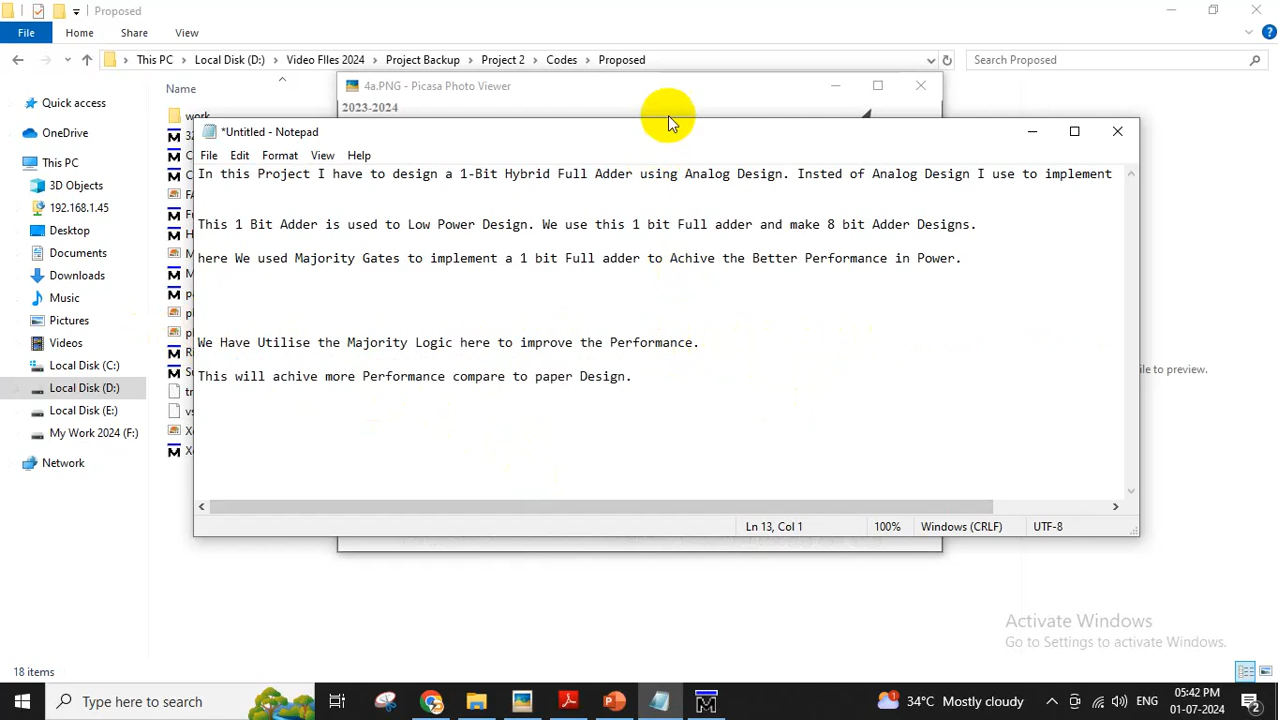 Proposed
File Home Share View
This PC Local Disk (D:) Video FIles 2024 Project Backup Project 2 Codes Proposed Search Proposed
Name
Quick access
OneDrive
This PC
3D Objects
192.168.1.45
Desktop
Documents
Downloads
Music
Pictures
Videos
Local Disk (C:)
Local Disk (D:)
Local Disk (E:)
My Work 2024 (F:)
Network
work
4a.PNG - Picasa Photo Viewer
2023-2024
*Untitled - Notepad
File Edit Format View Help
In this Project I have to design a 1-Bit Hybrid Full Adder using Analog Design. Insted of Analog Design I use to implement
This 1 Bit Adder is used to Low Power Design. We use this 1 bit Full adder and make 8 bit Adder Designs.
here We used Majority Gates to implement a 1 bit Full adder to Achive the Better Performance in Power.
We Have Utilise the Majority Logic here to improve the Performance.
This will achive more Performance compare to paper Design.
Ln 13, Col 1 100% Windows (CRLF) UTF-8
ile to preview.
Activate Windows
Go to Settings to activate Windows.
18 items
Type here to search
34°C Mostly cloudy
ENG
05:42 PM
01-07-2024
2